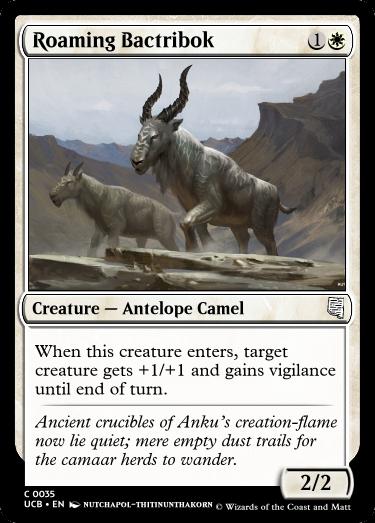 Roaming Bactribok 1
Creature — Antelope Camel
When this creature enters, target
creature gets +1/+1 and gains vigilance
until end of turn.
Ancient crucibles of Anku's creation-flame
now lie quiet; mere empty dust trails for
the camaar herds to wander.
2/2
C 0035
UCB • EN NUTCHAPOL-THITINUNTHAKORN © Wizards of the Coast and Matt